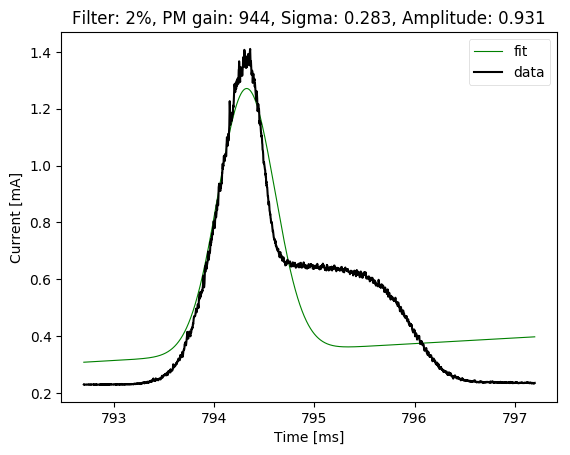 Filter: 2%, PM gain: 944, Sigma: 0.283, Amplitude: 0.931
fit
data
1.4
1.2
1.0
0.8
0.6
0.4
0.2
Current [mA]
793
794
795
796
797
Time [ms]